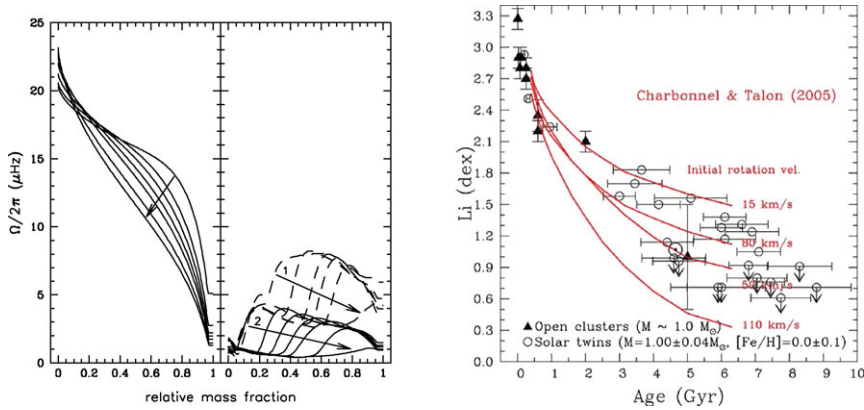 25
20
15
10
5
0
Ω/2π (μHz)
0 0.2 0.4 0.6 0.8 1
0 0.2 0.4 0.6 0.8 1
1
2
relative mass fraction
3.3
3.0
2.7
2.4
2.1
1.8
1.5
1.2
0.9
0.6
0.3
0.0
Li (dex)
Charbonnel & Talon (2005)
Initial rotation vel.
15 km/s
80 km/s
50 km/s
110 km/s
▲ Open clusters (M ~ 1.0 M☉)
○ Solar twins (M=1.00±0.04M☉, [Fe/H]=0.0±0.1)
0 1 2 3 4 5 6 7 8 9 10
Age (Gyr)